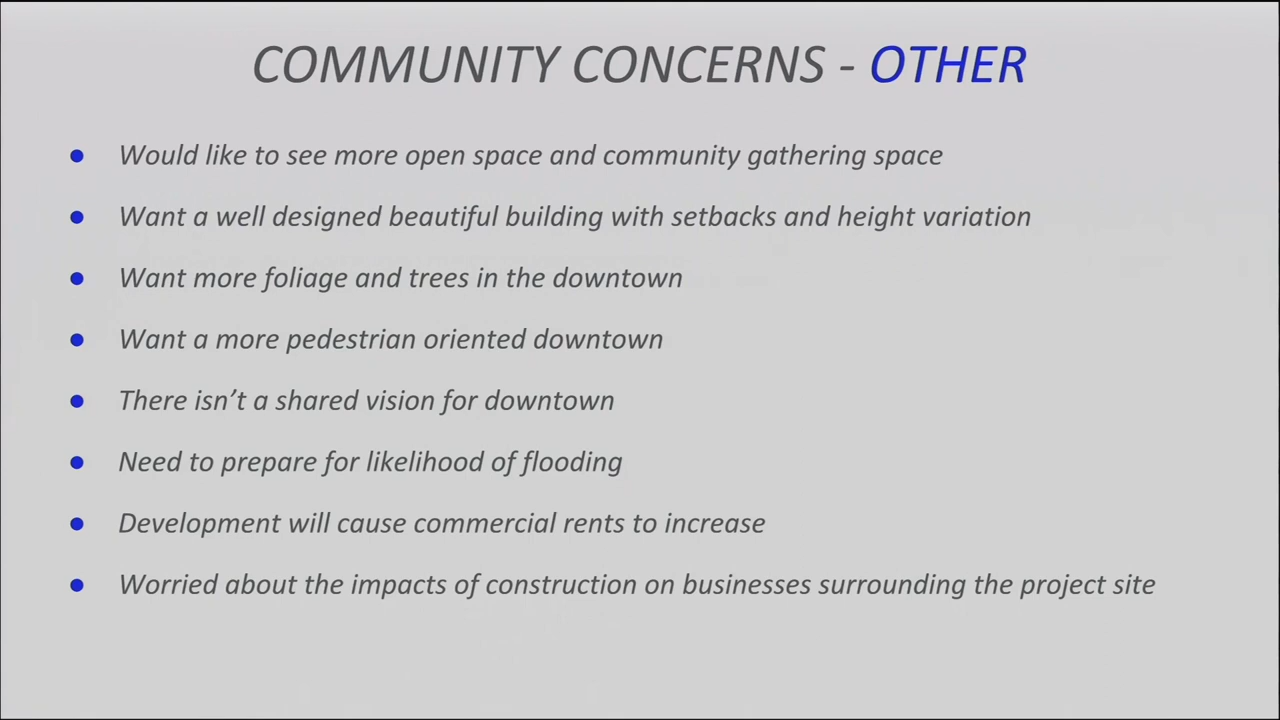 COMMUNITY CONCERNS - OTHER
● Would like to see more open space and community gathering space
● Want a well designed beautiful building with setbacks and height variation
● Want more foliage and trees in the downtown
● Want a more pedestrian oriented downtown
● There isn’t a shared vision for downtown
● Need to prepare for likelihood of flooding
● Development will cause commercial rents to increase
● Worried about the impacts of construction on businesses surrounding the project site